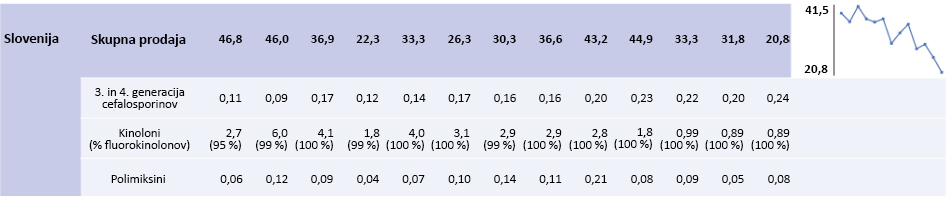 Slovenija Skupna prodaja 46,8 46,0 36,9 22,3 33,3 26,3 30,3 36,6 43,2 44,9 33,3 31,8 20,8
41,5
20,8
3. in 4. generacija
cefalosporinov
0,11 0,09 0,17 0,12 0,14 0,17 0,16 0,16 0,20 0,23 0,22 0,20 0,24
Kinoloni 2,7 6,0 4,1 1,8 4,0 3,1 2,9 2,9 2,8 1,8 0,99 0,89 0,89
(% fluorokinolonov) (95 %) (99 %) (100 %) (99 %) (100 %) (100 %) (99 %) (100 %) (100 %) (100 %) (100 %) (100 %) (100 %)
Polimiksini 0,06 0,12 0,09 0,04 0,07 0,10 0,14 0,11 0,21 0,08 0,09 0,05 0,08